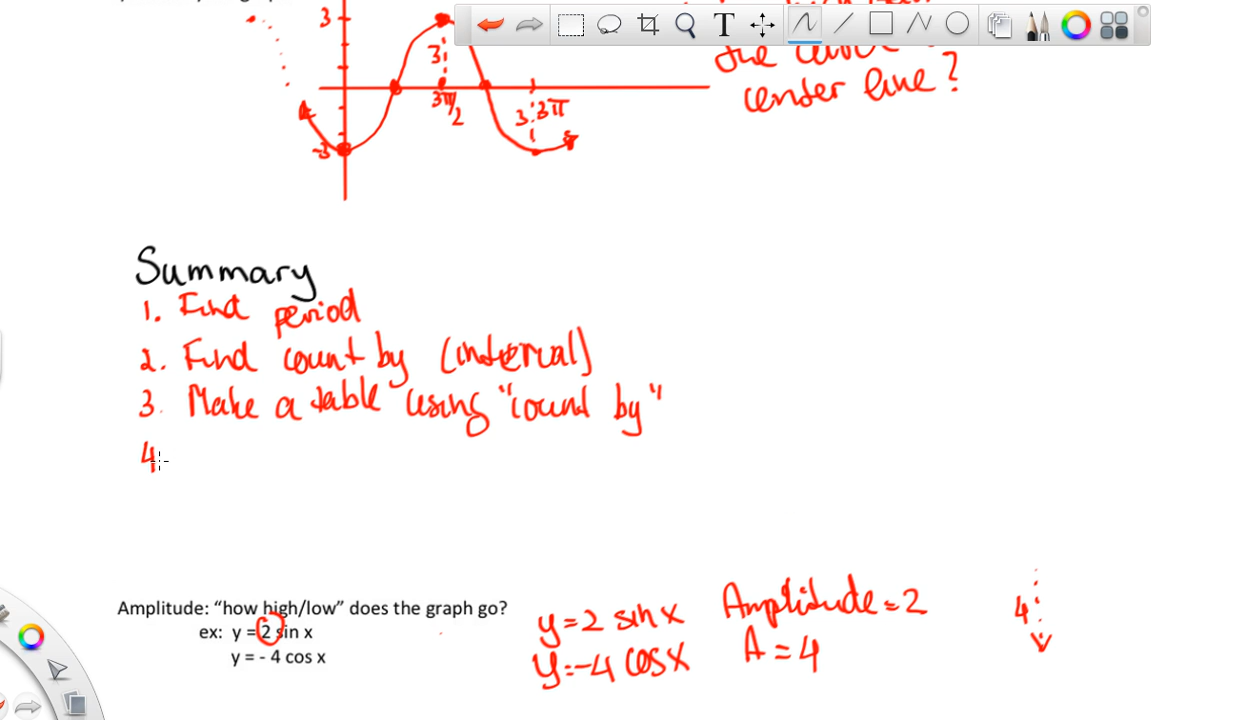 3
3
the
center line?
3π/2
3 3π
-3
Summary
1. Find period
2. Find count by (interval)
3. Make a table using "count by"
4
Amplitude: “how high/low” does the graph go?
ex: y = 2 sin x
y = - 4 cos x
y=2 sin x Amplitude=2
y=-4 cos x A=4
4
T